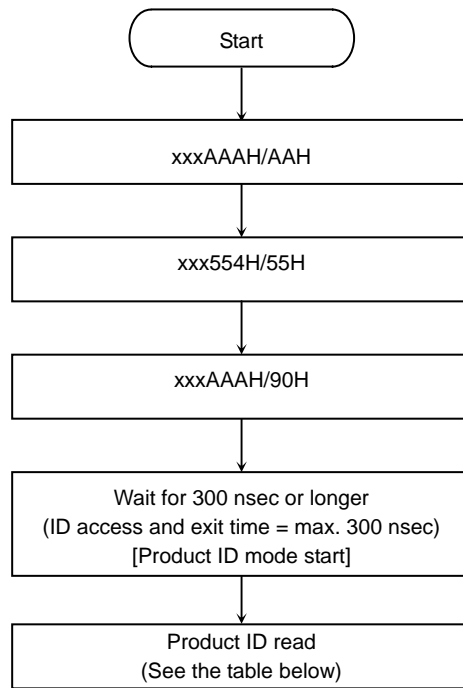 Start
xxxAAAH/AAH
xxx554H/55H
xxxAAAH/90H
Wait for 300 nsec or longer
(ID access and exit time = max. 300 nsec)
[Product ID mode start]
Product ID read
(See the table below)